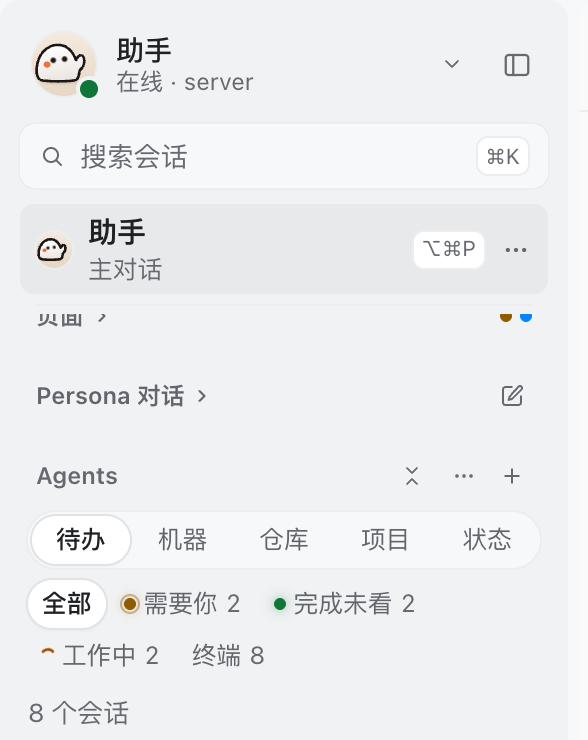 助手
在线 · server
搜索会话 ⌘K
助手
主对话 ⌥⌘P
页面
Persona 对话
Agents
待办 机器 仓库 项目 状态
全部 需要你 2 完成未看 2
工作中 2 终端 8
8 个会话